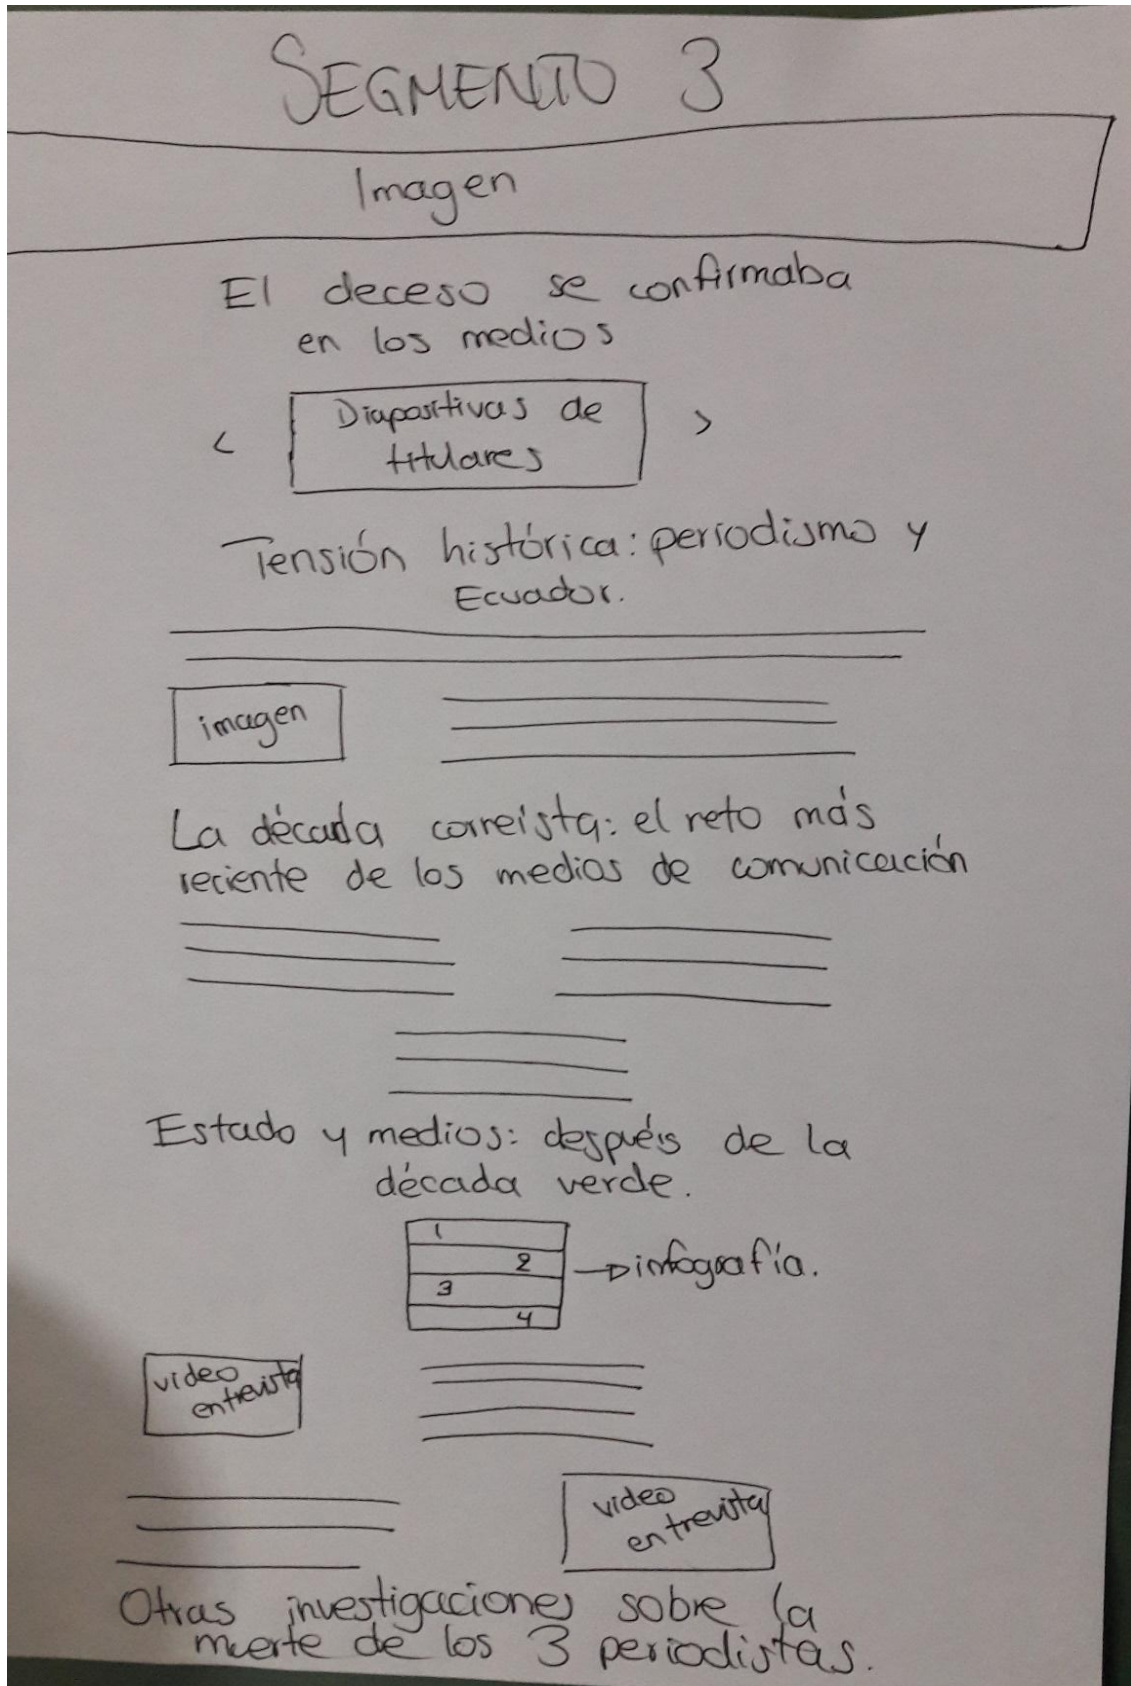 SEGMENTO 3
Imagen
El deceso se confirmaba
en los medios
< Diapositivas de >
titulares
Tensión histórica: periodismo y
Ecuador.
imagen
La década correísta: el reto más
reciente de los medios de comunicación
Estado y medios: después de la
década verde.
1
2
3
4
infografía.
video
entrevista
video
entrevista
Otras investigaciones sobre la
muerte de los 3 periodistas.